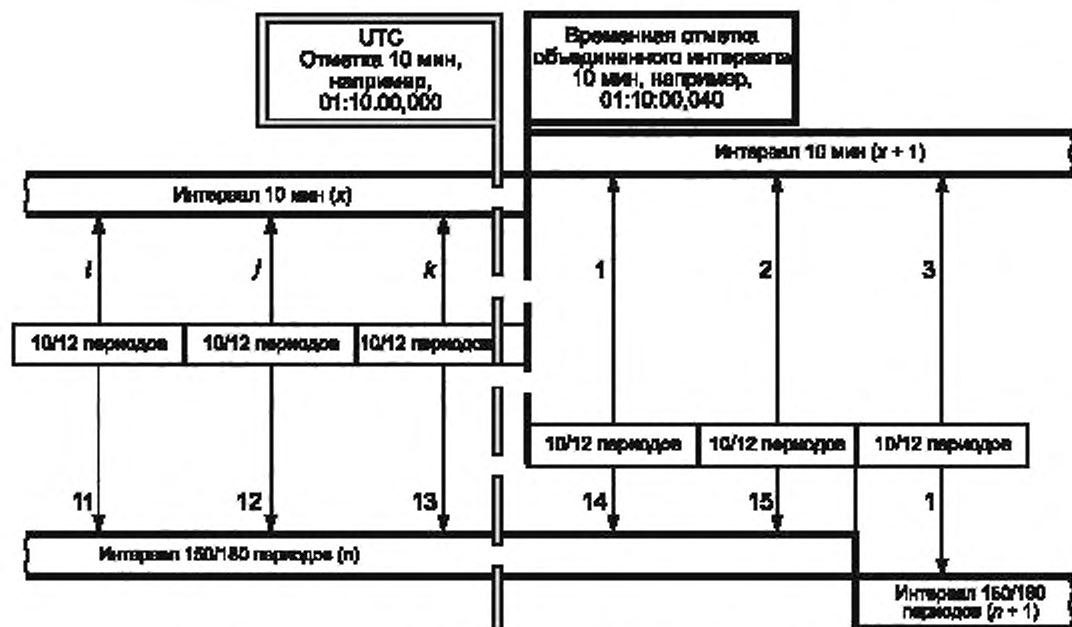 UTC
Отметка 10 мин,
например,
01:10.00,000
Временная отметка
объединенного интервала
10 мин, например,
01:10:00,040
Интервал 10 мин (x + 1)
Интервал 10 мин (x)
i
j
k
1
2
3
10/12 периодов
10/12 периодов
10/12 периодов
10/12 периодов
10/12 периодов
10/12 периодов
11
12
13
14
15
1
Интервал 150/180 периодов (n)
Интервал 150/180
периодов (n + 1)